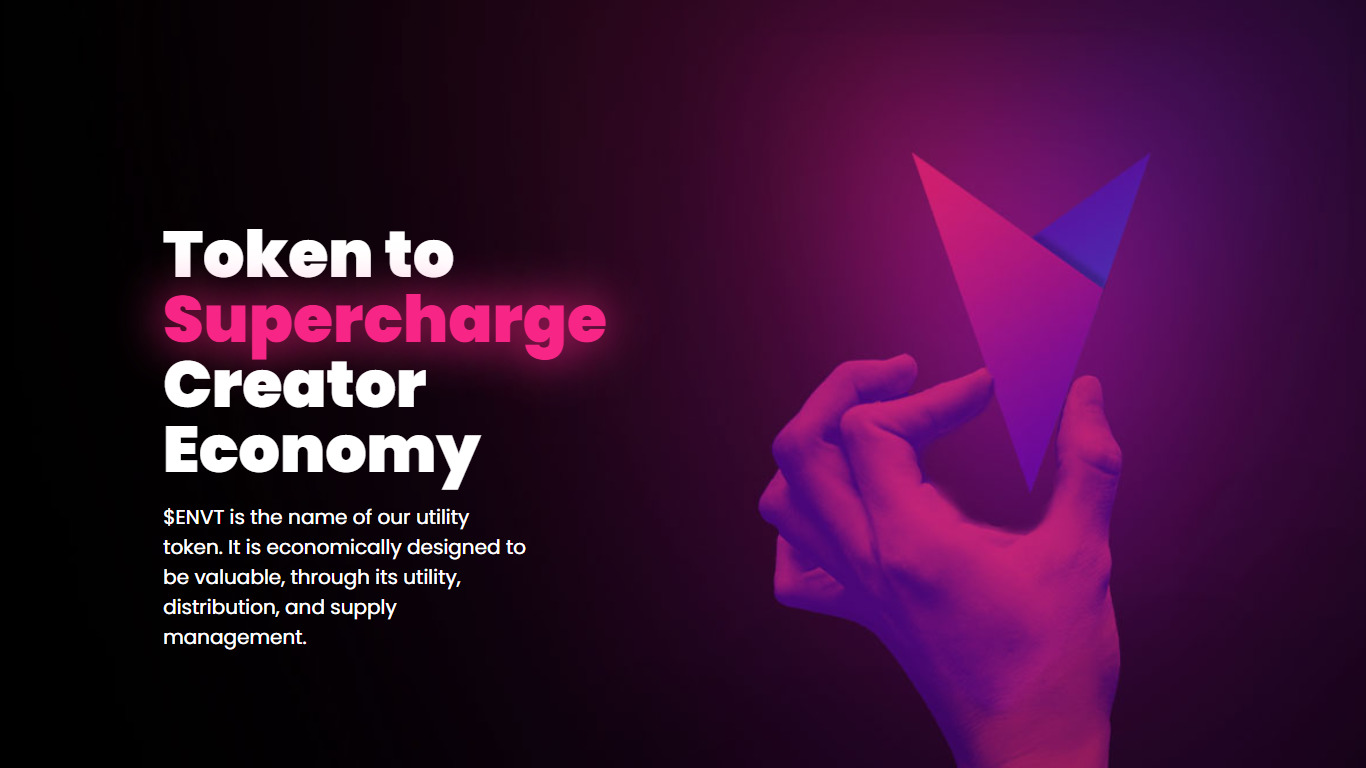 Token to
Supercharge
Creator
Economy
$ENVT is the name of our utility
token. It is economically designed to
be valuable, through its utility,
distribution, and supply
management.